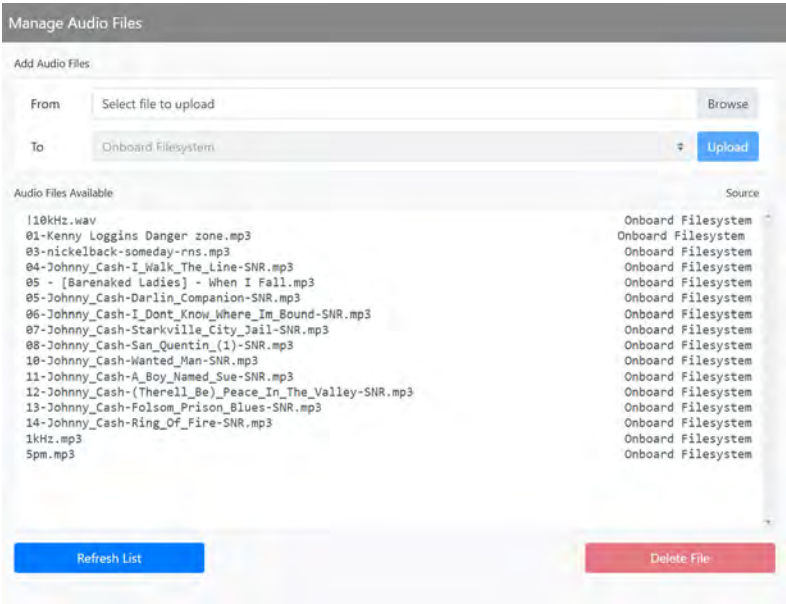 Manage Audio Files
Add Audio Files
From Select file to upload Browse
To Onboard Filesystem Upload
Audio Files Available Source
!10kHz.wav Onboard Filesystem
01-Kenny Loggins Danger zone.mp3 Onboard Filesystem
03-nickelback-someday-rns.mp3 Onboard Filesystem
04-Johnny_Cash-I_Walk_The_Line-SNR.mp3 Onboard Filesystem
05 - [Barenaked Ladies] - When I Fall.mp3 Onboard Filesystem
05-Johnny_Cash-Darlin_Companion-SNR.mp3 Onboard Filesystem
06-Johnny_Cash-I_Dont_Know_Where_Im_Bound-SNR.mp3 Onboard Filesystem
07-Johnny_Cash-Starkville_City_Jail-SNR.mp3 Onboard Filesystem
08-Johnny_Cash-San_Quentin_(1)-SNR.mp3 Onboard Filesystem
10-Johnny_Cash-Wanted_Man-SNR.mp3 Onboard Filesystem
11-Johnny_Cash-A_Boy_Named_Sue-SNR.mp3 Onboard Filesystem
12-Johnny_Cash-(Therell_Be)_Peace_In_The_Valley-SNR.mp3 Onboard Filesystem
13-Johnny_Cash-Folsom_Prison_Blues-SNR.mp3 Onboard Filesystem
14-Johnny_Cash-Ring_Of_Fire-SNR.mp3 Onboard Filesystem
1kHz.mp3 Onboard Filesystem
5pm.mp3 Onboard Filesystem
Refresh List Delete File